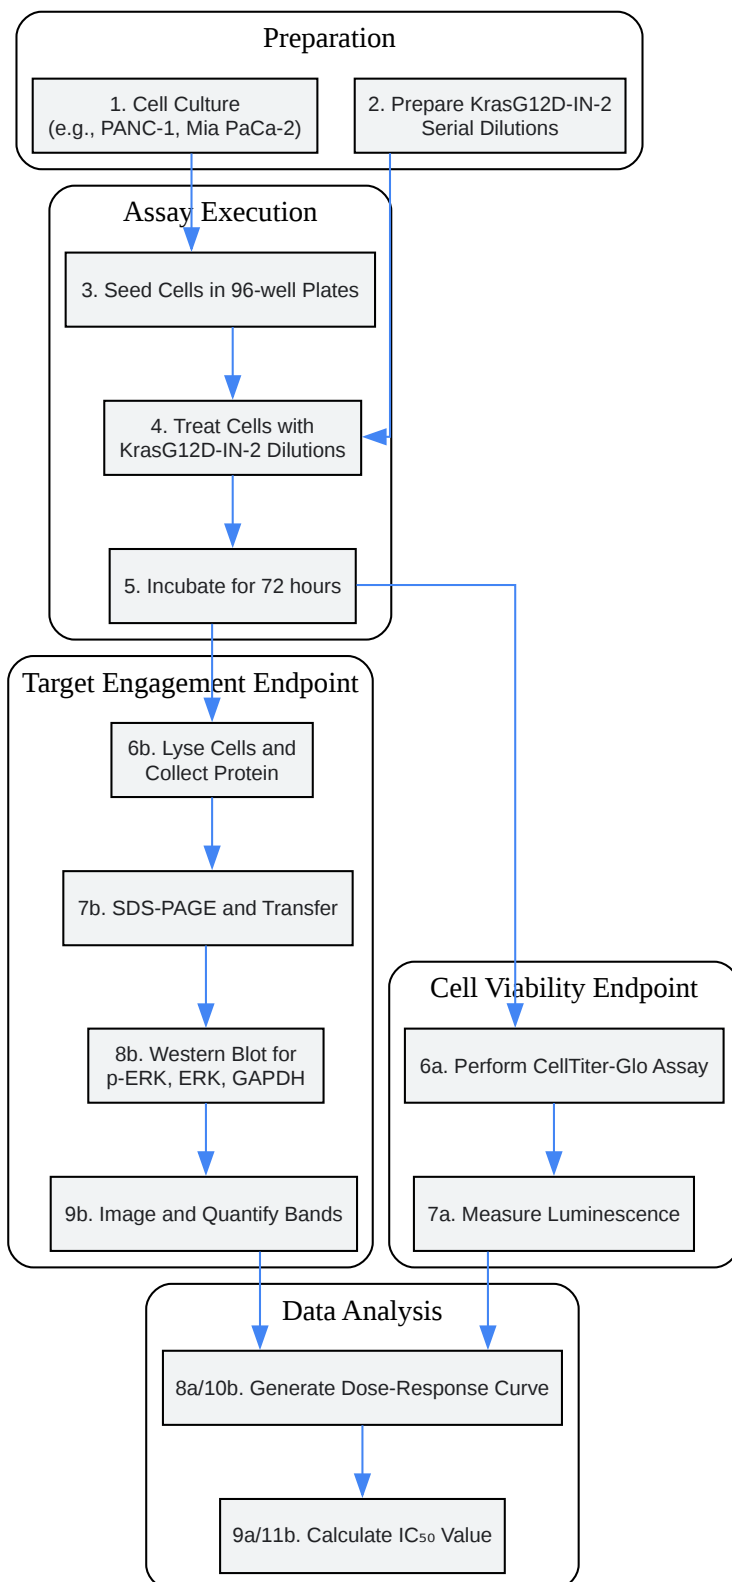 Preparation
1. Cell Culture
(e.g., PANC-1, Mia PaCa-2)
2. Prepare KrasG12D-IN-2
Serial Dilutions
Assay Execution
3. Seed Cells in 96-well Plates
4. Treat Cells with
KrasG12D-IN-2 Dilutions
5. Incubate for 72 hours
Target Engagement Endpoint
6b. Lyse Cells and
Collect Protein
7b. SDS-PAGE and Transfer
8b. Western Blot for
p-ERK, ERK, GAPDH
9b. Image and Quantify Bands
Cell Viability Endpoint
6a. Perform CellTiter-Glo Assay
7a. Measure Luminescence
Data Analysis
8a/10b. Generate Dose-Response Curve
9a/11b. Calculate IC₅₀ Value